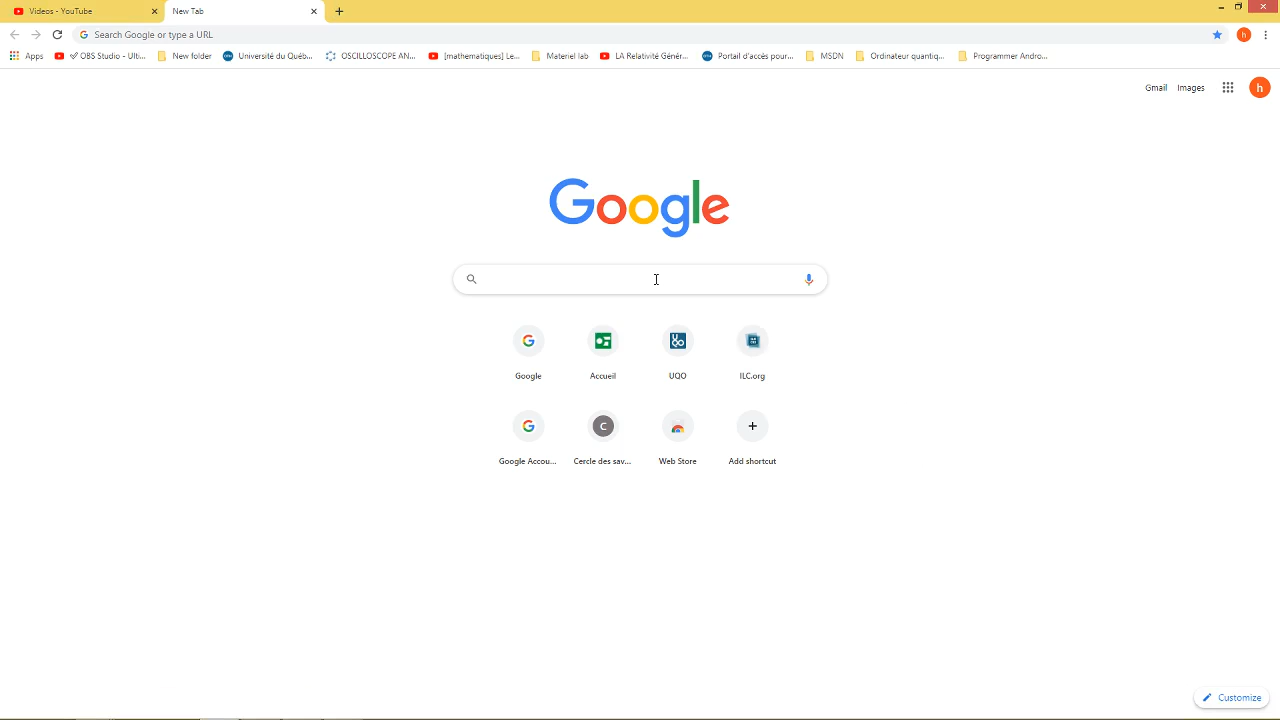 Videos - YouTube
New Tab
Search Google or type a URL
h
Apps
OBS Studio - Ulti...
New folder
Université du Québ...
OSCILLOSCOPE AN...
[mathematiques] Le...
Materiel lab
LA Relativité Génér...
Portail d'accès pour...
MSDN
Ordinateur quantiq...
Programmer Andro...
Gmail
Images
h
Google
Google
Accueil
UQO
ILC.org
Google Accou...
C
Cercle des sav...
Web Store
Add shortcut
Customize